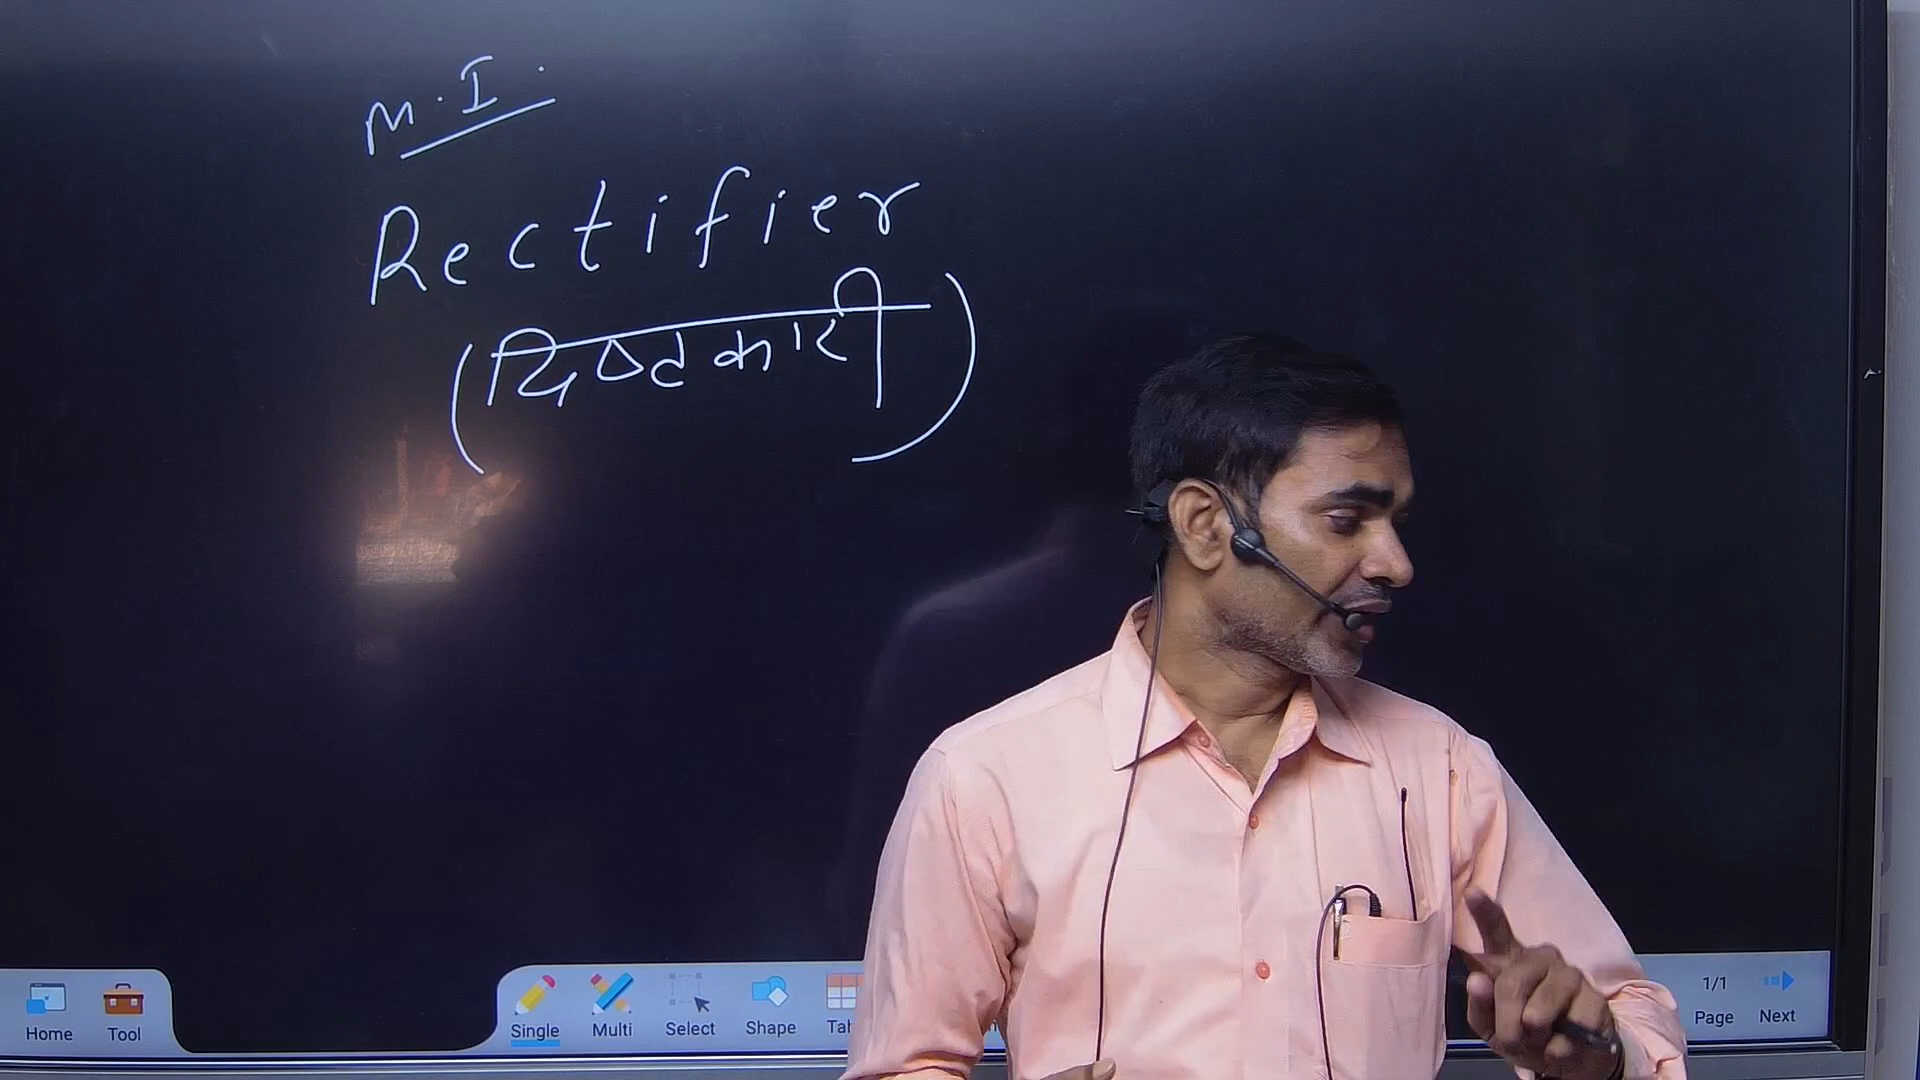 M.I.
Rectifier
(दिष्टकारी)
Home Tool Single Multi Select Shape 1/1 Page Next